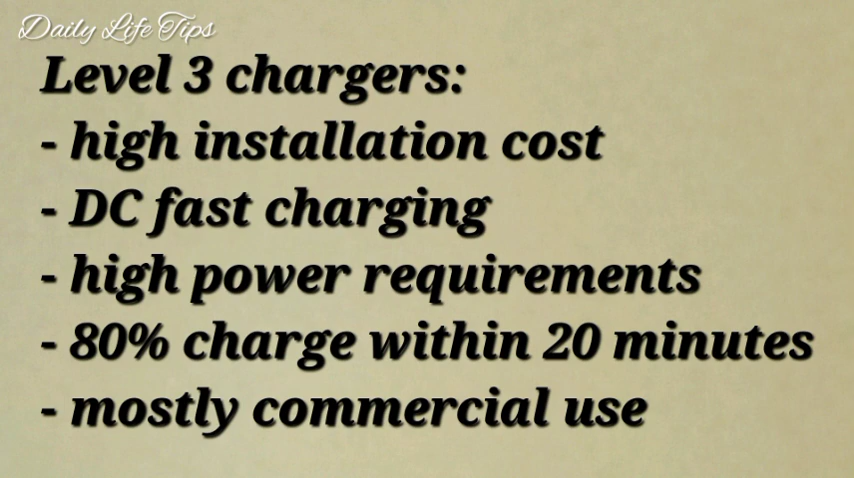 Daily Life Tips
Level 3 chargers:
- high installation cost
- DC fast charging
- high power requirements
- 80% charge within 20 minutes
- mostly commercial use